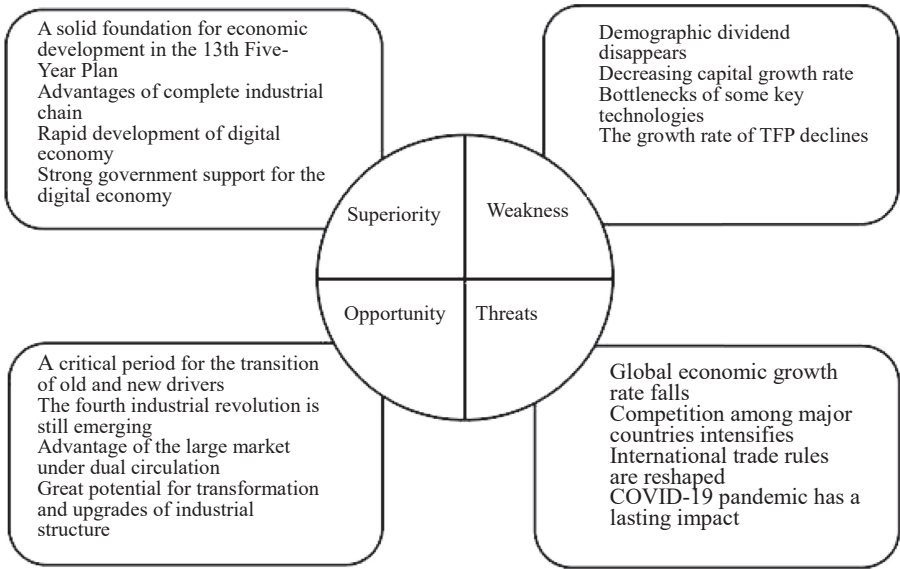 A solid foundation for economic
development in the 13th Five-
Year Plan
Advantages of complete industrial
chain
Rapid development of digital
economy
Strong government support for the
digital economy
Demographic dividend
disappears
Decreasing capital growth rate
Bottlenecks of some key
technologies
The growth rate of TFP declines
Superiority
Weakness
Opportunity
Threats
A critical period for the transition
of old and new drivers
The fourth industrial revolution is
still emerging
Advantage of the large market
under dual circulation
Great potential for transformation
and upgrades of industrial
structure
Global economic growth
rate falls
Competition among major
countries intensifies
International trade rules
are reshaped
COVID-19 pandemic has a
lasting impact